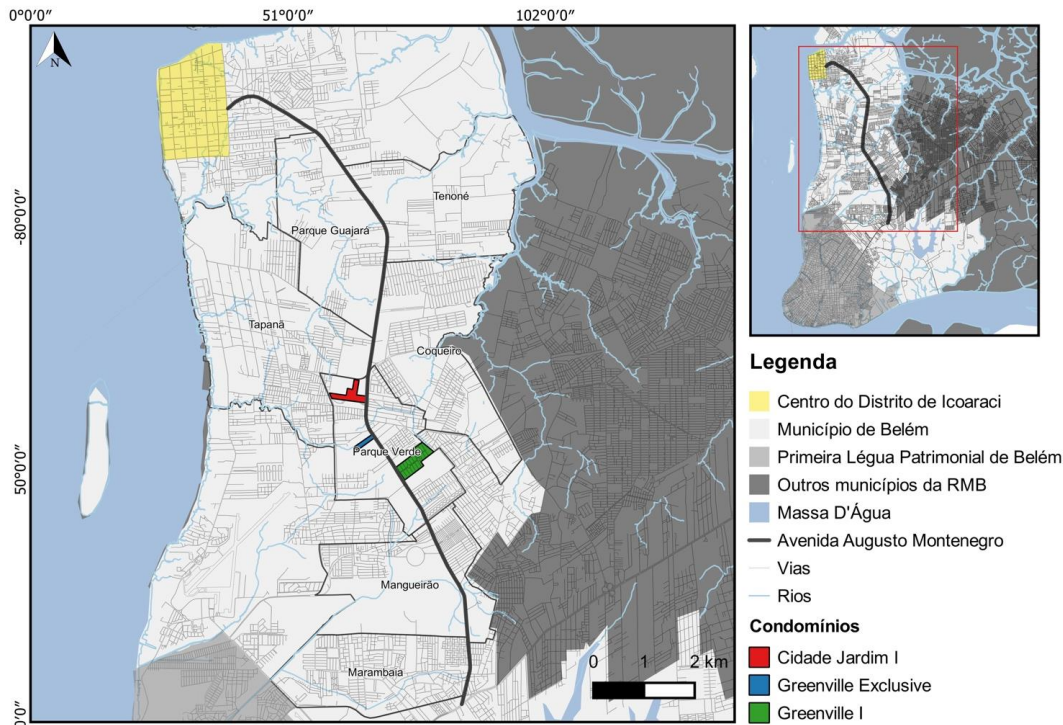 0°0′0″
51°0′0″
102°0′0″
N
-80°0′0″
50°0′0″
0°0′0″
Tenoné
Parque Guajará
Tapanã
Coqueiro
Parque Verde
Mangueirão
Marambaia
0 1 2 km
Legenda
Centro do Distrito de Icoaraci
Município de Belém
Primeira Légua Patrimonial de Belém
Outros municípios da RMB
Massa D'Água
Avenida Augusto Montenegro
Vias
Rios
Condomínios
Cidade Jardim I
Greenville Exclusive
Greenville I